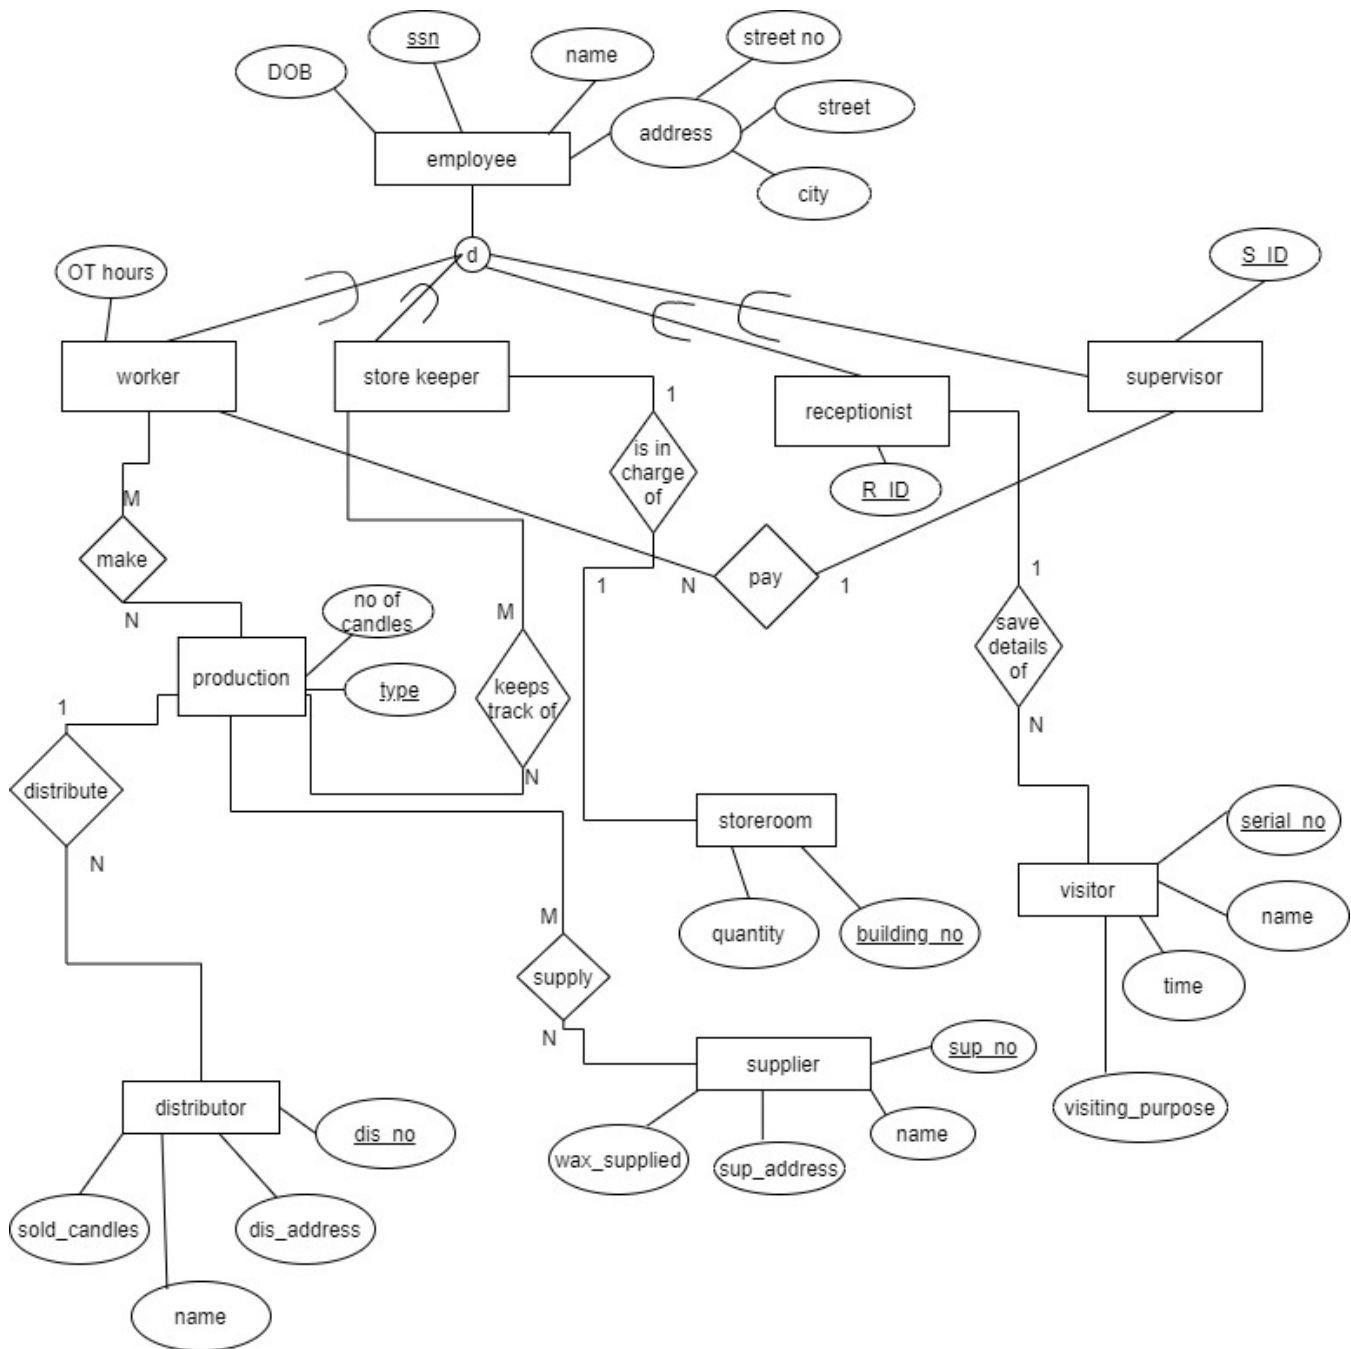 ssn
street no
name
DOB
street
address
employee
city
d
S_ID
OT hours
worker
store keeper
supervisor
1
receptionist
is in
charge
of
R_ID
M
make
1
N
pay
1
1
N
no of
candles
M
save
details
of
production
keeps
track of
type
1
N
N
distribute
storeroom
serial_no
N
visitor
name
M
quantity
building_no
supply
time
N
sup_no
supplier
distributor
visiting_purpose
dis_no
name
wax_supplied
sup_address
sold_candles
dis_address
name